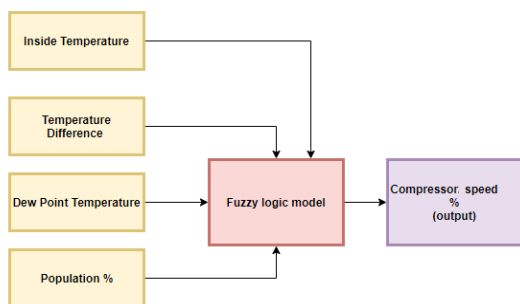 Inside Temperature
Temperature
Difference
Dew Point Temperature
Population %
Fuzzy logic model
Compressor. speed
%
(output)